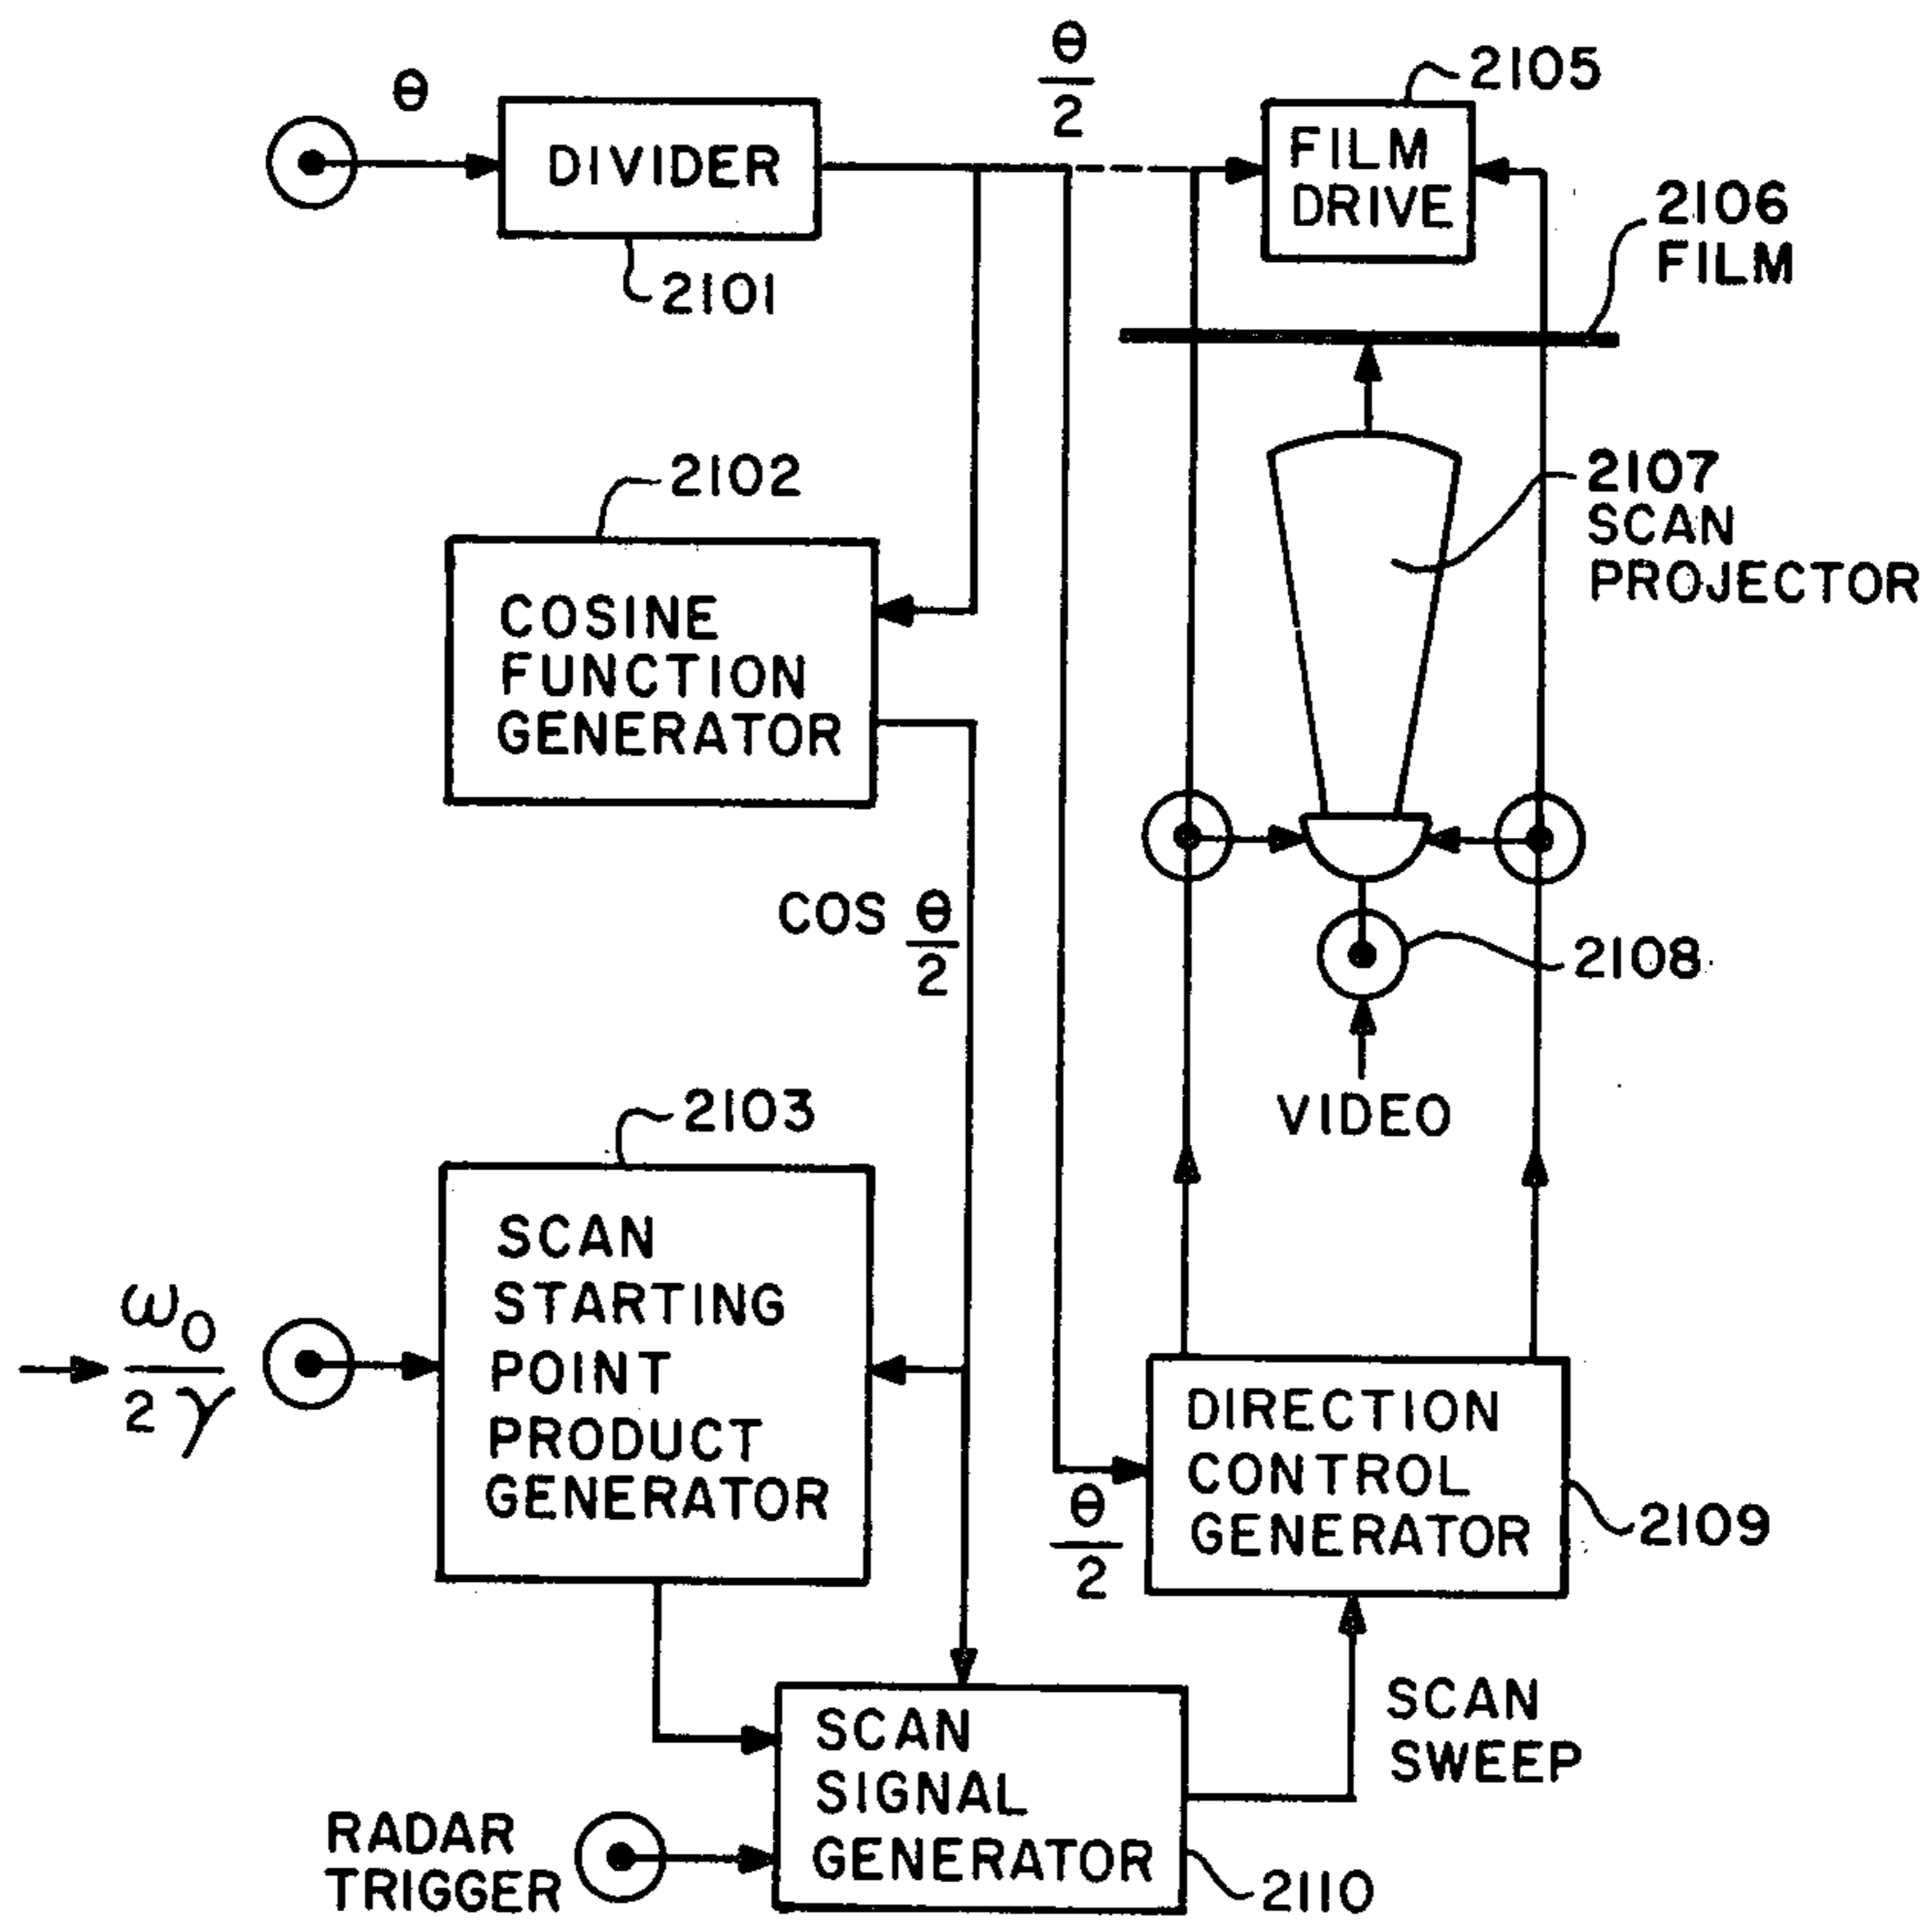 θ
DIVIDER
2101
θ
2
2105
FILM
DRIVE
2106
FILM
2102
COSINE
FUNCTION
GENERATOR
2107
SCAN
PROJECTOR
COS θ
2
2108
VIDEO
2103
SCAN
STARTING
POINT
PRODUCT
GENERATOR
ω0
2γ
θ
2
DIRECTION
CONTROL
GENERATOR
2109
SCAN
SWEEP
SCAN
SIGNAL
GENERATOR
2110
RADAR
TRIGGER